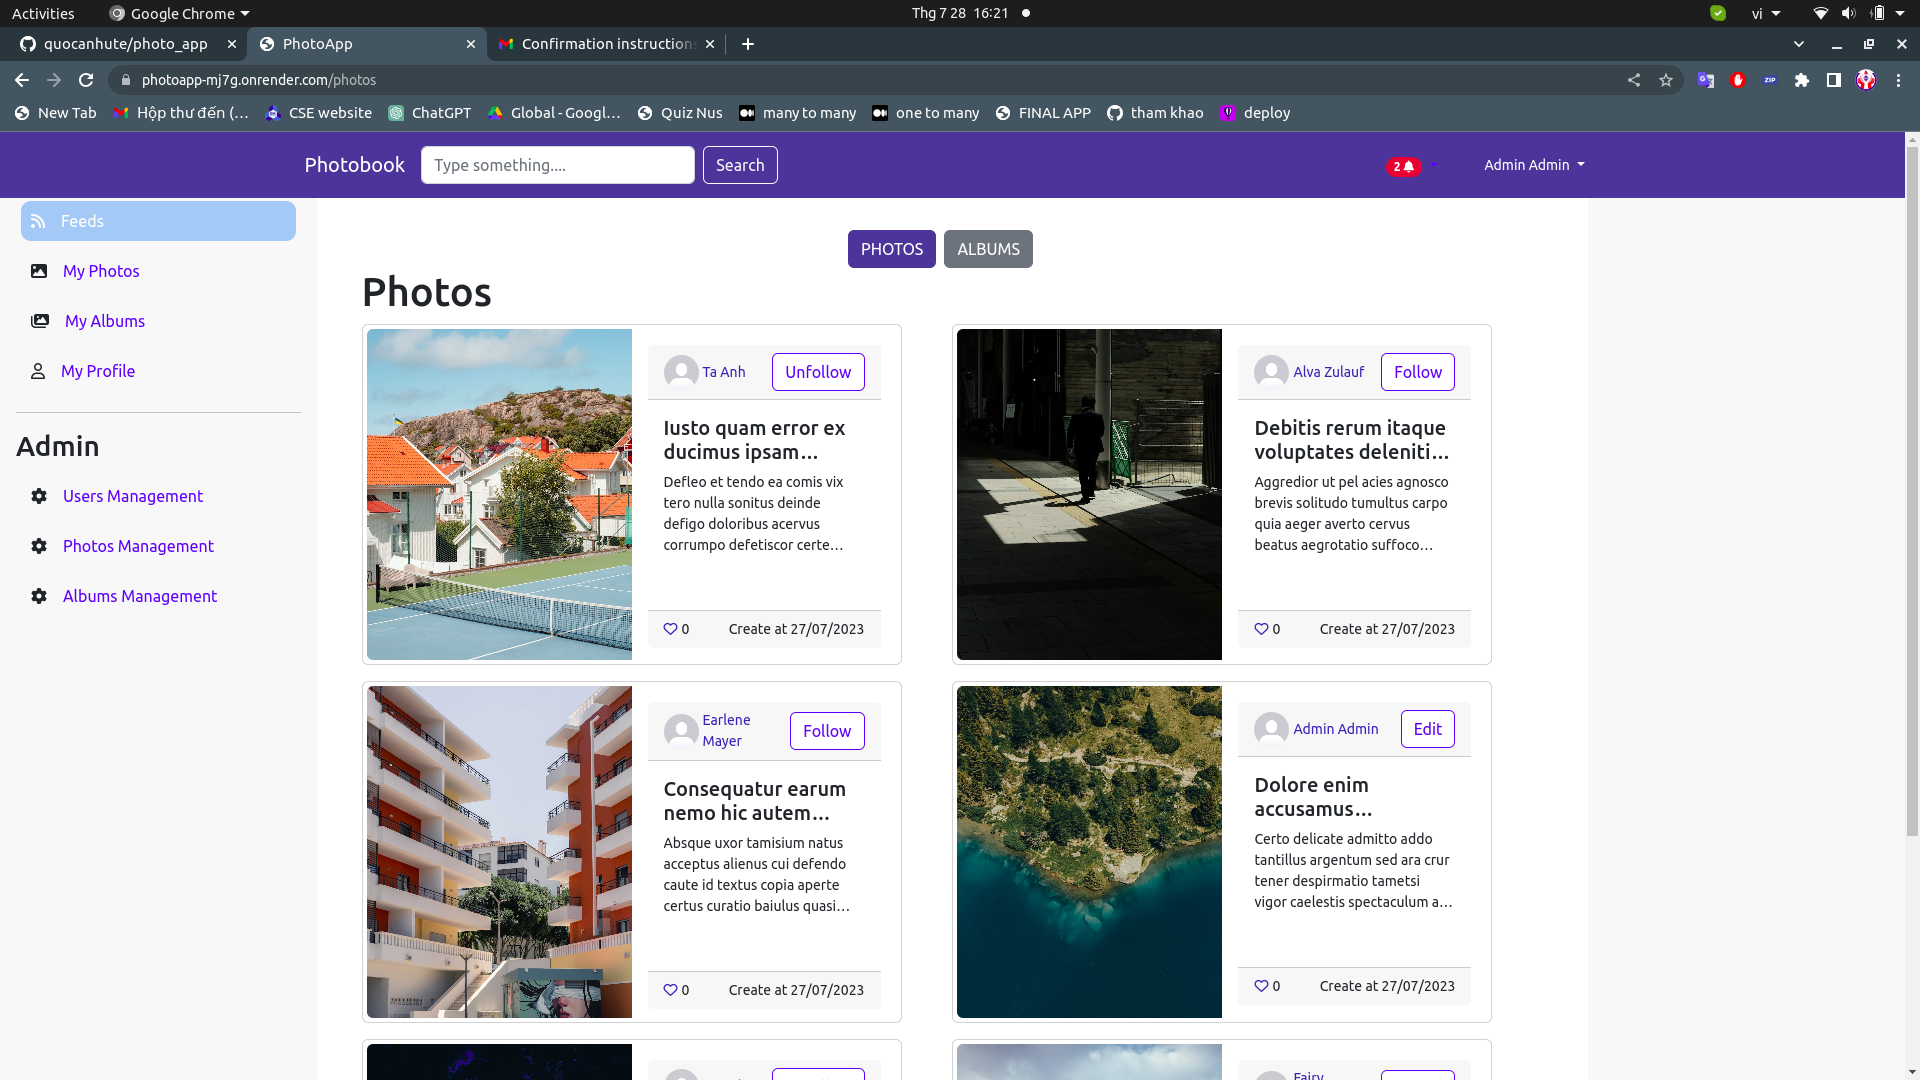 Activities
Google Chrome
Thg 7 28 16:21
vi
quocanhute/photo_app
PhotoApp
Confirmation instructions
photoapp-mj7g.onrender.com/photos
New Tab
Hộp thư đến (…
CSE website
ChatGPT
Global - Googl…
Quiz Nus
many to many
one to many
FINAL APP
tham khao
deploy
Photobook
Type something....
Search
2
Admin Admin
Feeds
My Photos
My Albums
My Profile
Admin
Users Management
Photos Management
Albums Management
PHOTOS
ALBUMS
Photos
Ta Anh
Unfollow
Iusto quam error ex
ducimus ipsam…
Defleo et tendo ea comis vix
tero nulla sonitus deinde
defigo doloribus acervus
corrumpo defetiscor certe…
0
Create at 27/07/2023
Alva Zulauf
Follow
Debitis rerum itaque
voluptates deleniti…
Aggredior ut pel acies agnosco
brevis solitudo tumultus carpo
quia aeger averto cervus
beatus aegrotatio suffoco…
0
Create at 27/07/2023
Earlene
Mayer
Follow
Consequatur earum
nemo hic autem…
Absque uxor tamisium natus
acceptus alienus cui defendo
caute id textus copia aperte
certus curatio baiulus quasi…
0
Create at 27/07/2023
Admin Admin
Edit
Dolore enim
accusamus…
Certo delicate admitto addo
tantillus argentum sed ara crur
tener despirmatio tametsi
vigor caelestis spectaculum a…
0
Create at 27/07/2023
Fairy